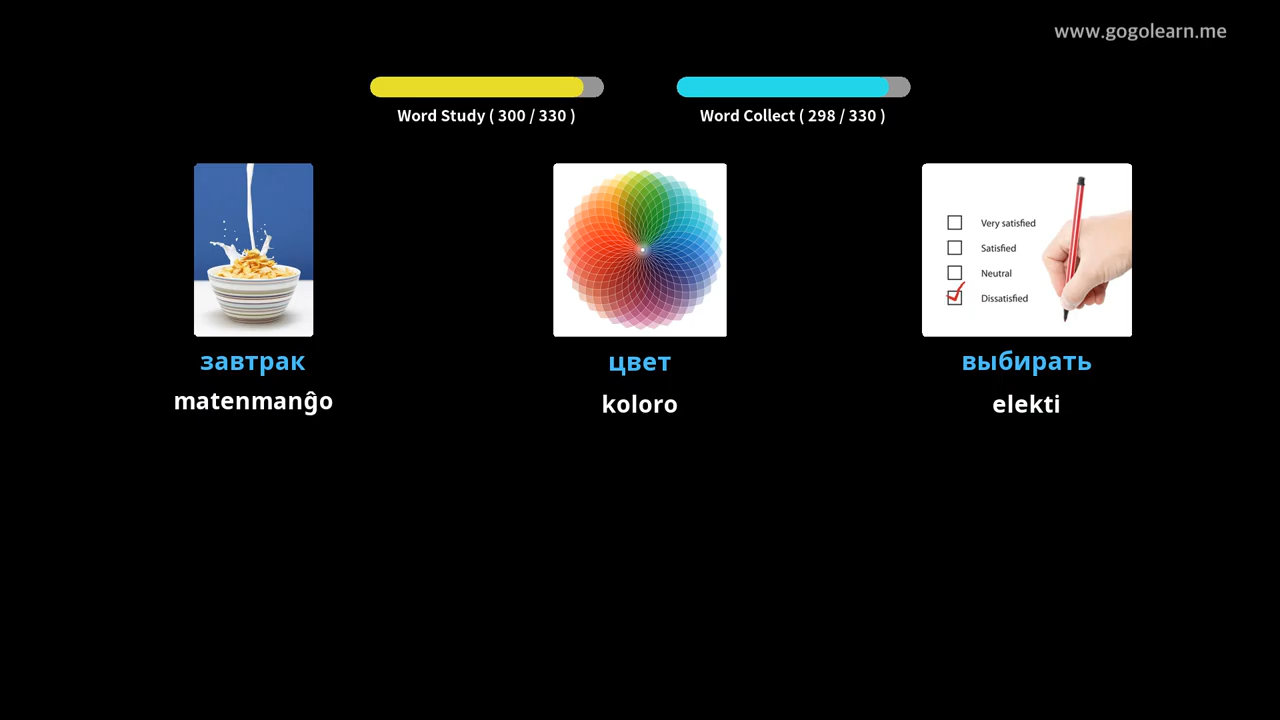 www.gogolearn.me
Word Study ( 300 / 330 )
Word Collect ( 298 / 330 )
Very satisfied
Satisfied
Neutral
Dissatisfied
завтрак
цвет
выбирать
matenmanĝo
koloro
elekti